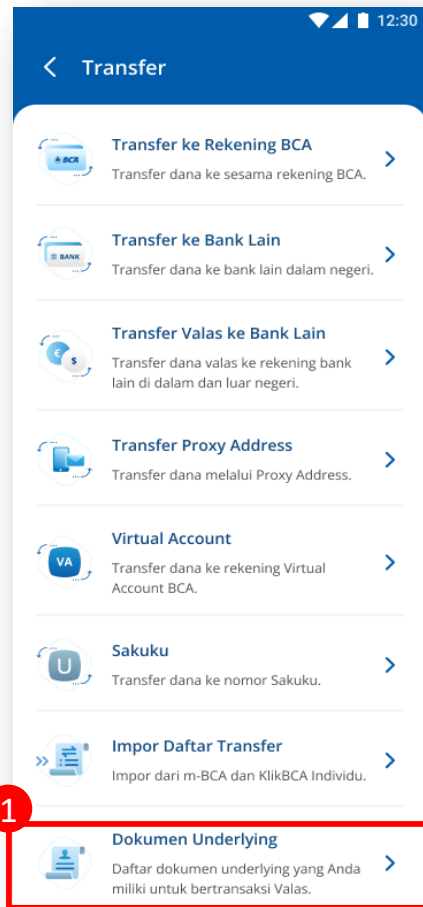 12:30
Transfer
BCA
Transfer ke Rekening BCA
Transfer dana ke sesama rekening BCA.
BANK
Transfer ke Bank Lain
Transfer dana ke bank lain dalam negeri.
€ $
Transfer Valas ke Bank Lain
Transfer dana valas ke rekening bank
lain di dalam dan luar negeri.
Transfer Proxy Address
Transfer dana melalui Proxy Address.
VA
Virtual Account
Transfer dana ke rekening Virtual
Account BCA.
U
Sakuku
Transfer dana ke nomor Sakuku.
Impor Daftar Transfer
Impor dari m-BCA dan KlikBCA Individu.
1
Dokumen Underlying
Daftar dokumen underlying yang Anda
miliki untuk bertransaksi Valas.